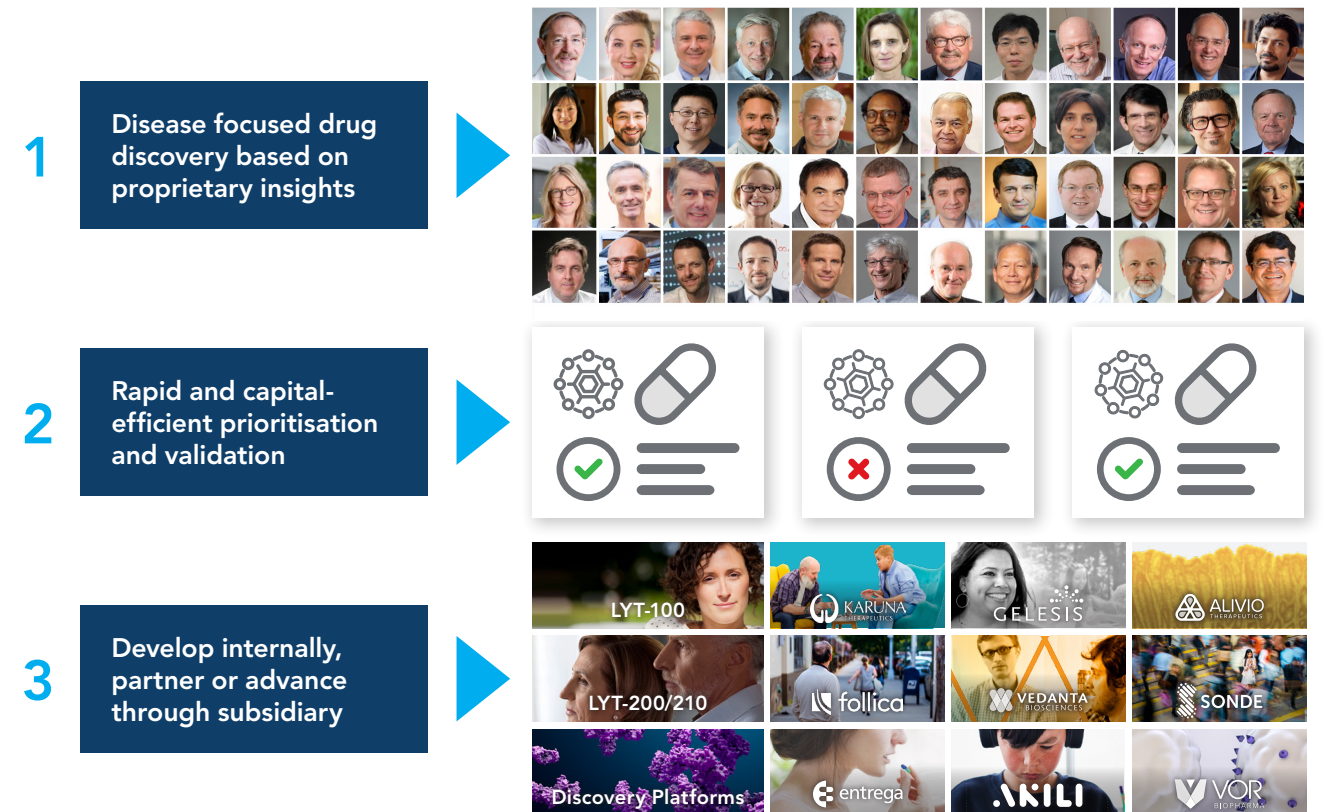 1
Disease focused drug
discovery based on
proprietary insights
2
Rapid and capital-
efficient prioritisation
and validation
3
Develop internally,
partner or advance
through subsidiary
LYT-100
KARUNA
THERAPEUTICS
GELESIS
ALIVIO
THERAPEUTICS
LYT-200/210
follica
VEDANTA
BIOSCIENCES
SONDE
Discovery Platforms
entrega
AKILI
VOR
BIOPHARMA